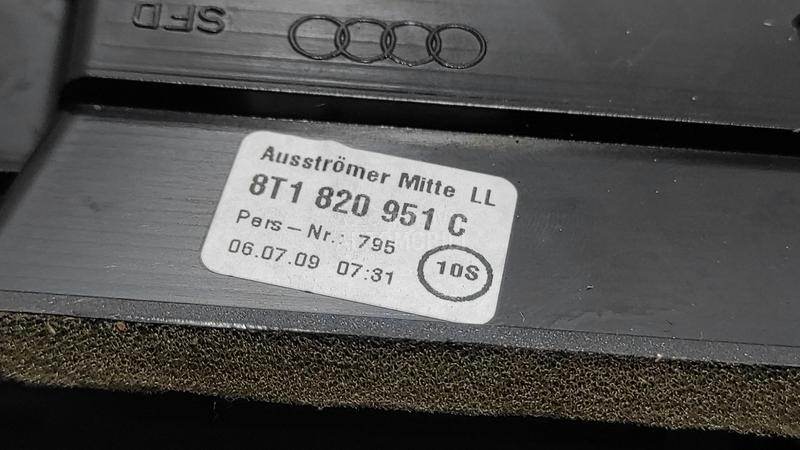 SFD
Ausströmer Mitte LL
8T1 820 951 C
Pers-Nr.: 795
06.07.09 07:31
10S